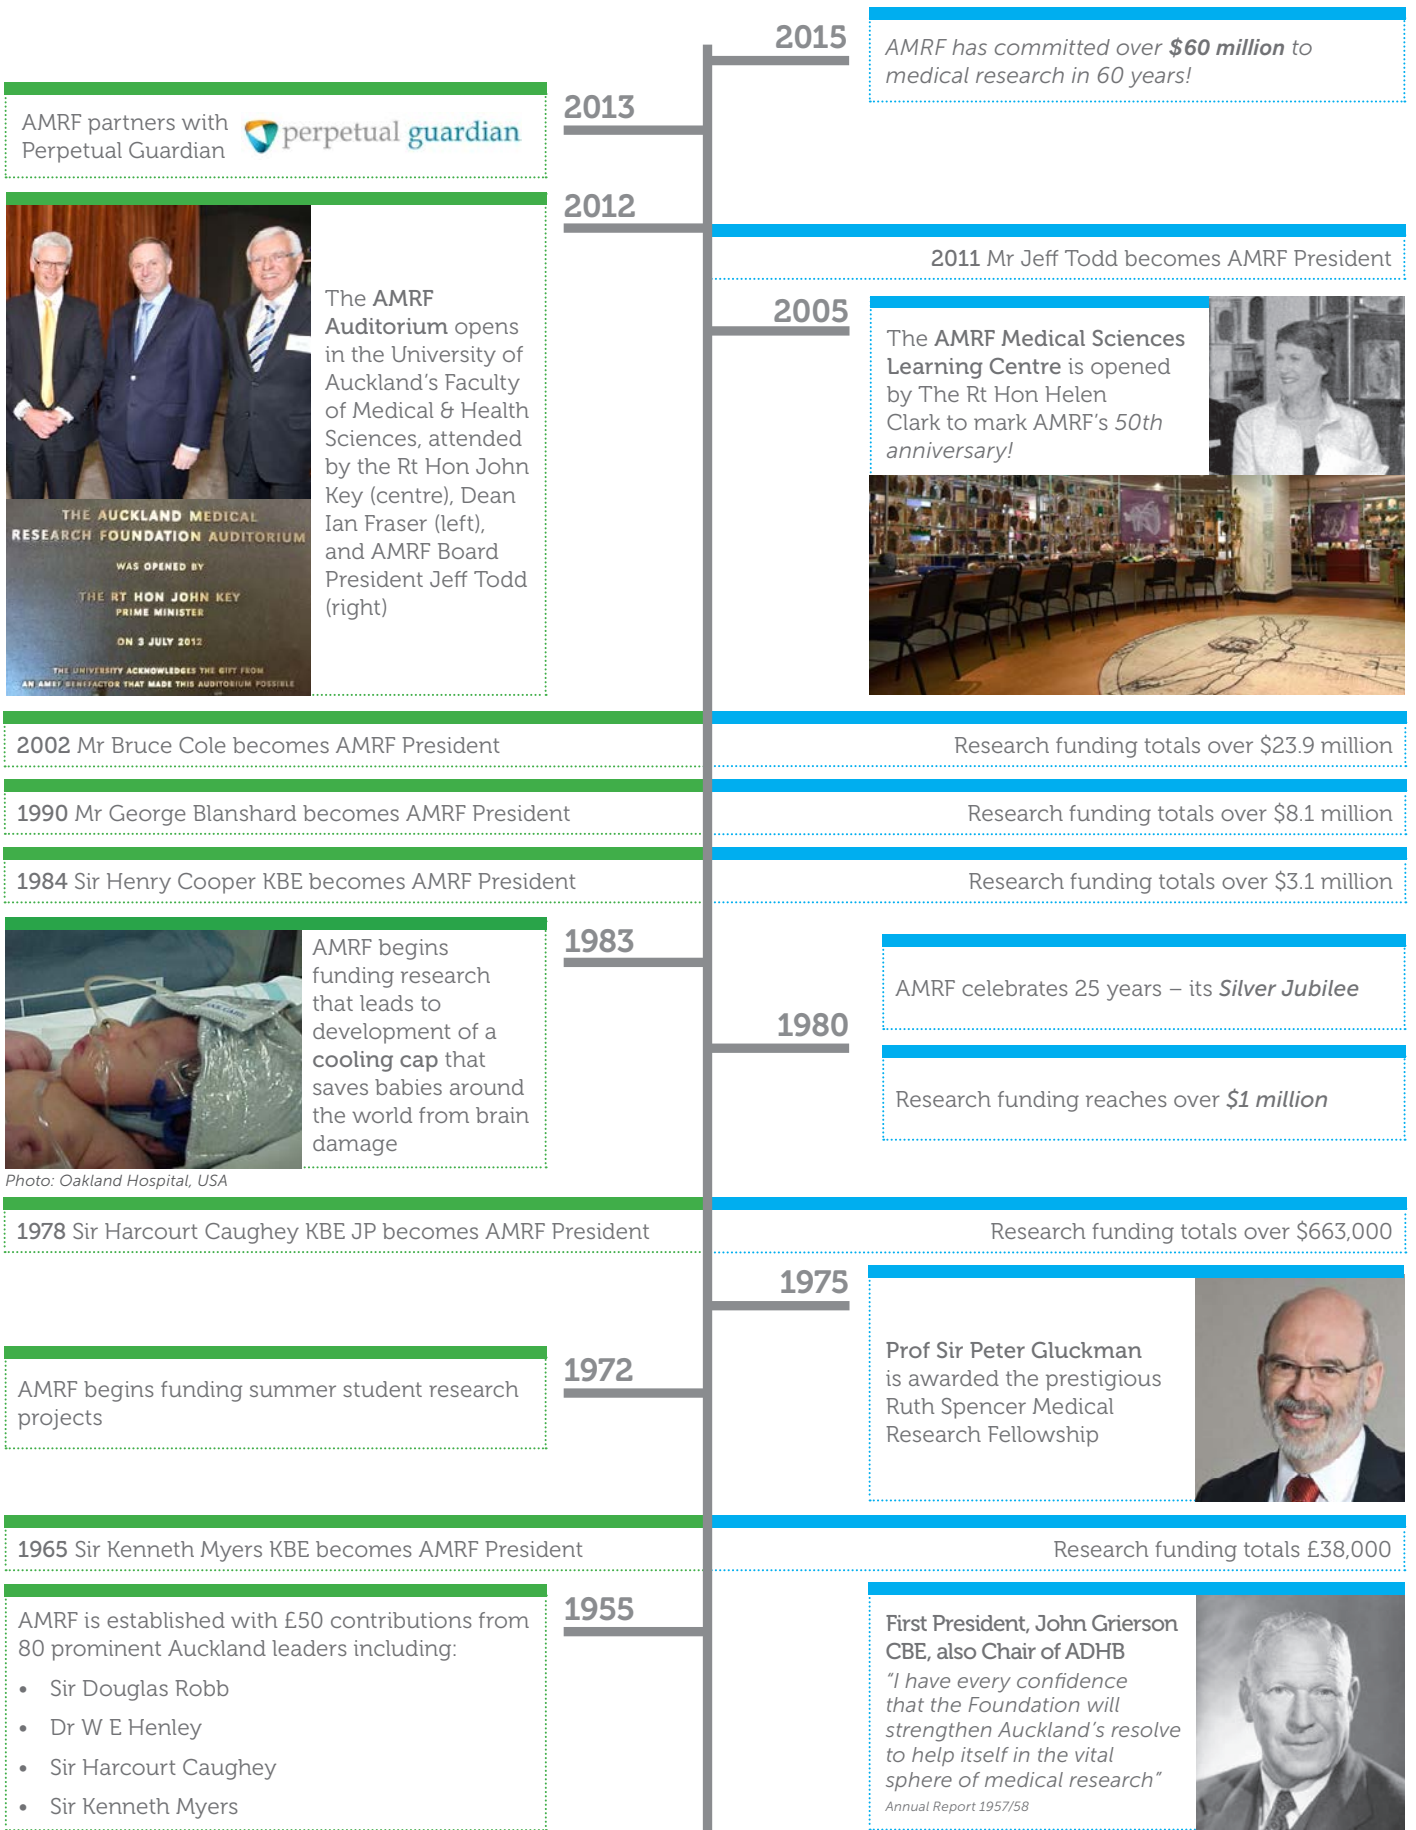 2015
AMRF has committed over $60 million to
medical research in 60 years!
2013
AMRF partners with
Perpetual Guardian
perpetual guardian
2012
The AMRF
Auditorium opens
in the University of
Auckland's Faculty
of Medical & Health
Sciences, attended
by the Rt Hon John
Key (centre), Dean
Ian Fraser (left),
and AMRF Board
President Jeff Todd
(right)
THE AUCKLAND MEDICAL
RESEARCH FOUNDATION AUDITORIUM
WAS OPENED BY
THE RT HON JOHN KEY
PRIME MINISTER
ON 3 JULY 2012
THE UNIVERSITY ACKNOWLEDGES THE GIFT FROM
AN AMRF BENEFACTOR THAT MADE THIS AUDITORIUM POSSIBLE
2011 Mr Jeff Todd becomes AMRF President
2005
The AMRF Medical Sciences
Learning Centre is opened
by The Rt Hon Helen
Clark to mark AMRF's 50th
anniversary!
2002 Mr Bruce Cole becomes AMRF President
Research funding totals over $23.9 million
1990 Mr George Blanshard becomes AMRF President
Research funding totals over $8.1 million
1984 Sir Henry Cooper KBE becomes AMRF President
Research funding totals over $3.1 million
1983
AMRF begins
funding research
that leads to
development of a
cooling cap that
saves babies around
the world from brain
damage
Photo: Oakland Hospital, USA
1980
AMRF celebrates 25 years – its Silver Jubilee
Research funding reaches over $1 million
1978 Sir Harcourt Caughey KBE JP becomes AMRF President
Research funding totals over $663,000
1975
Prof Sir Peter Gluckman
is awarded the prestigious
Ruth Spencer Medical
Research Fellowship
1972
AMRF begins funding summer student research
projects
1965 Sir Kenneth Myers KBE becomes AMRF President
Research funding totals £38,000
1955
AMRF is established with £50 contributions from
80 prominent Auckland leaders including:
• Sir Douglas Robb
• Dr W E Henley
• Sir Harcourt Caughey
• Sir Kenneth Myers
First President, John Grierson
CBE, also Chair of ADHB
"I have every confidence
that the Foundation will
strengthen Auckland's resolve
to help itself in the vital
sphere of medical research"
Annual Report 1957/58